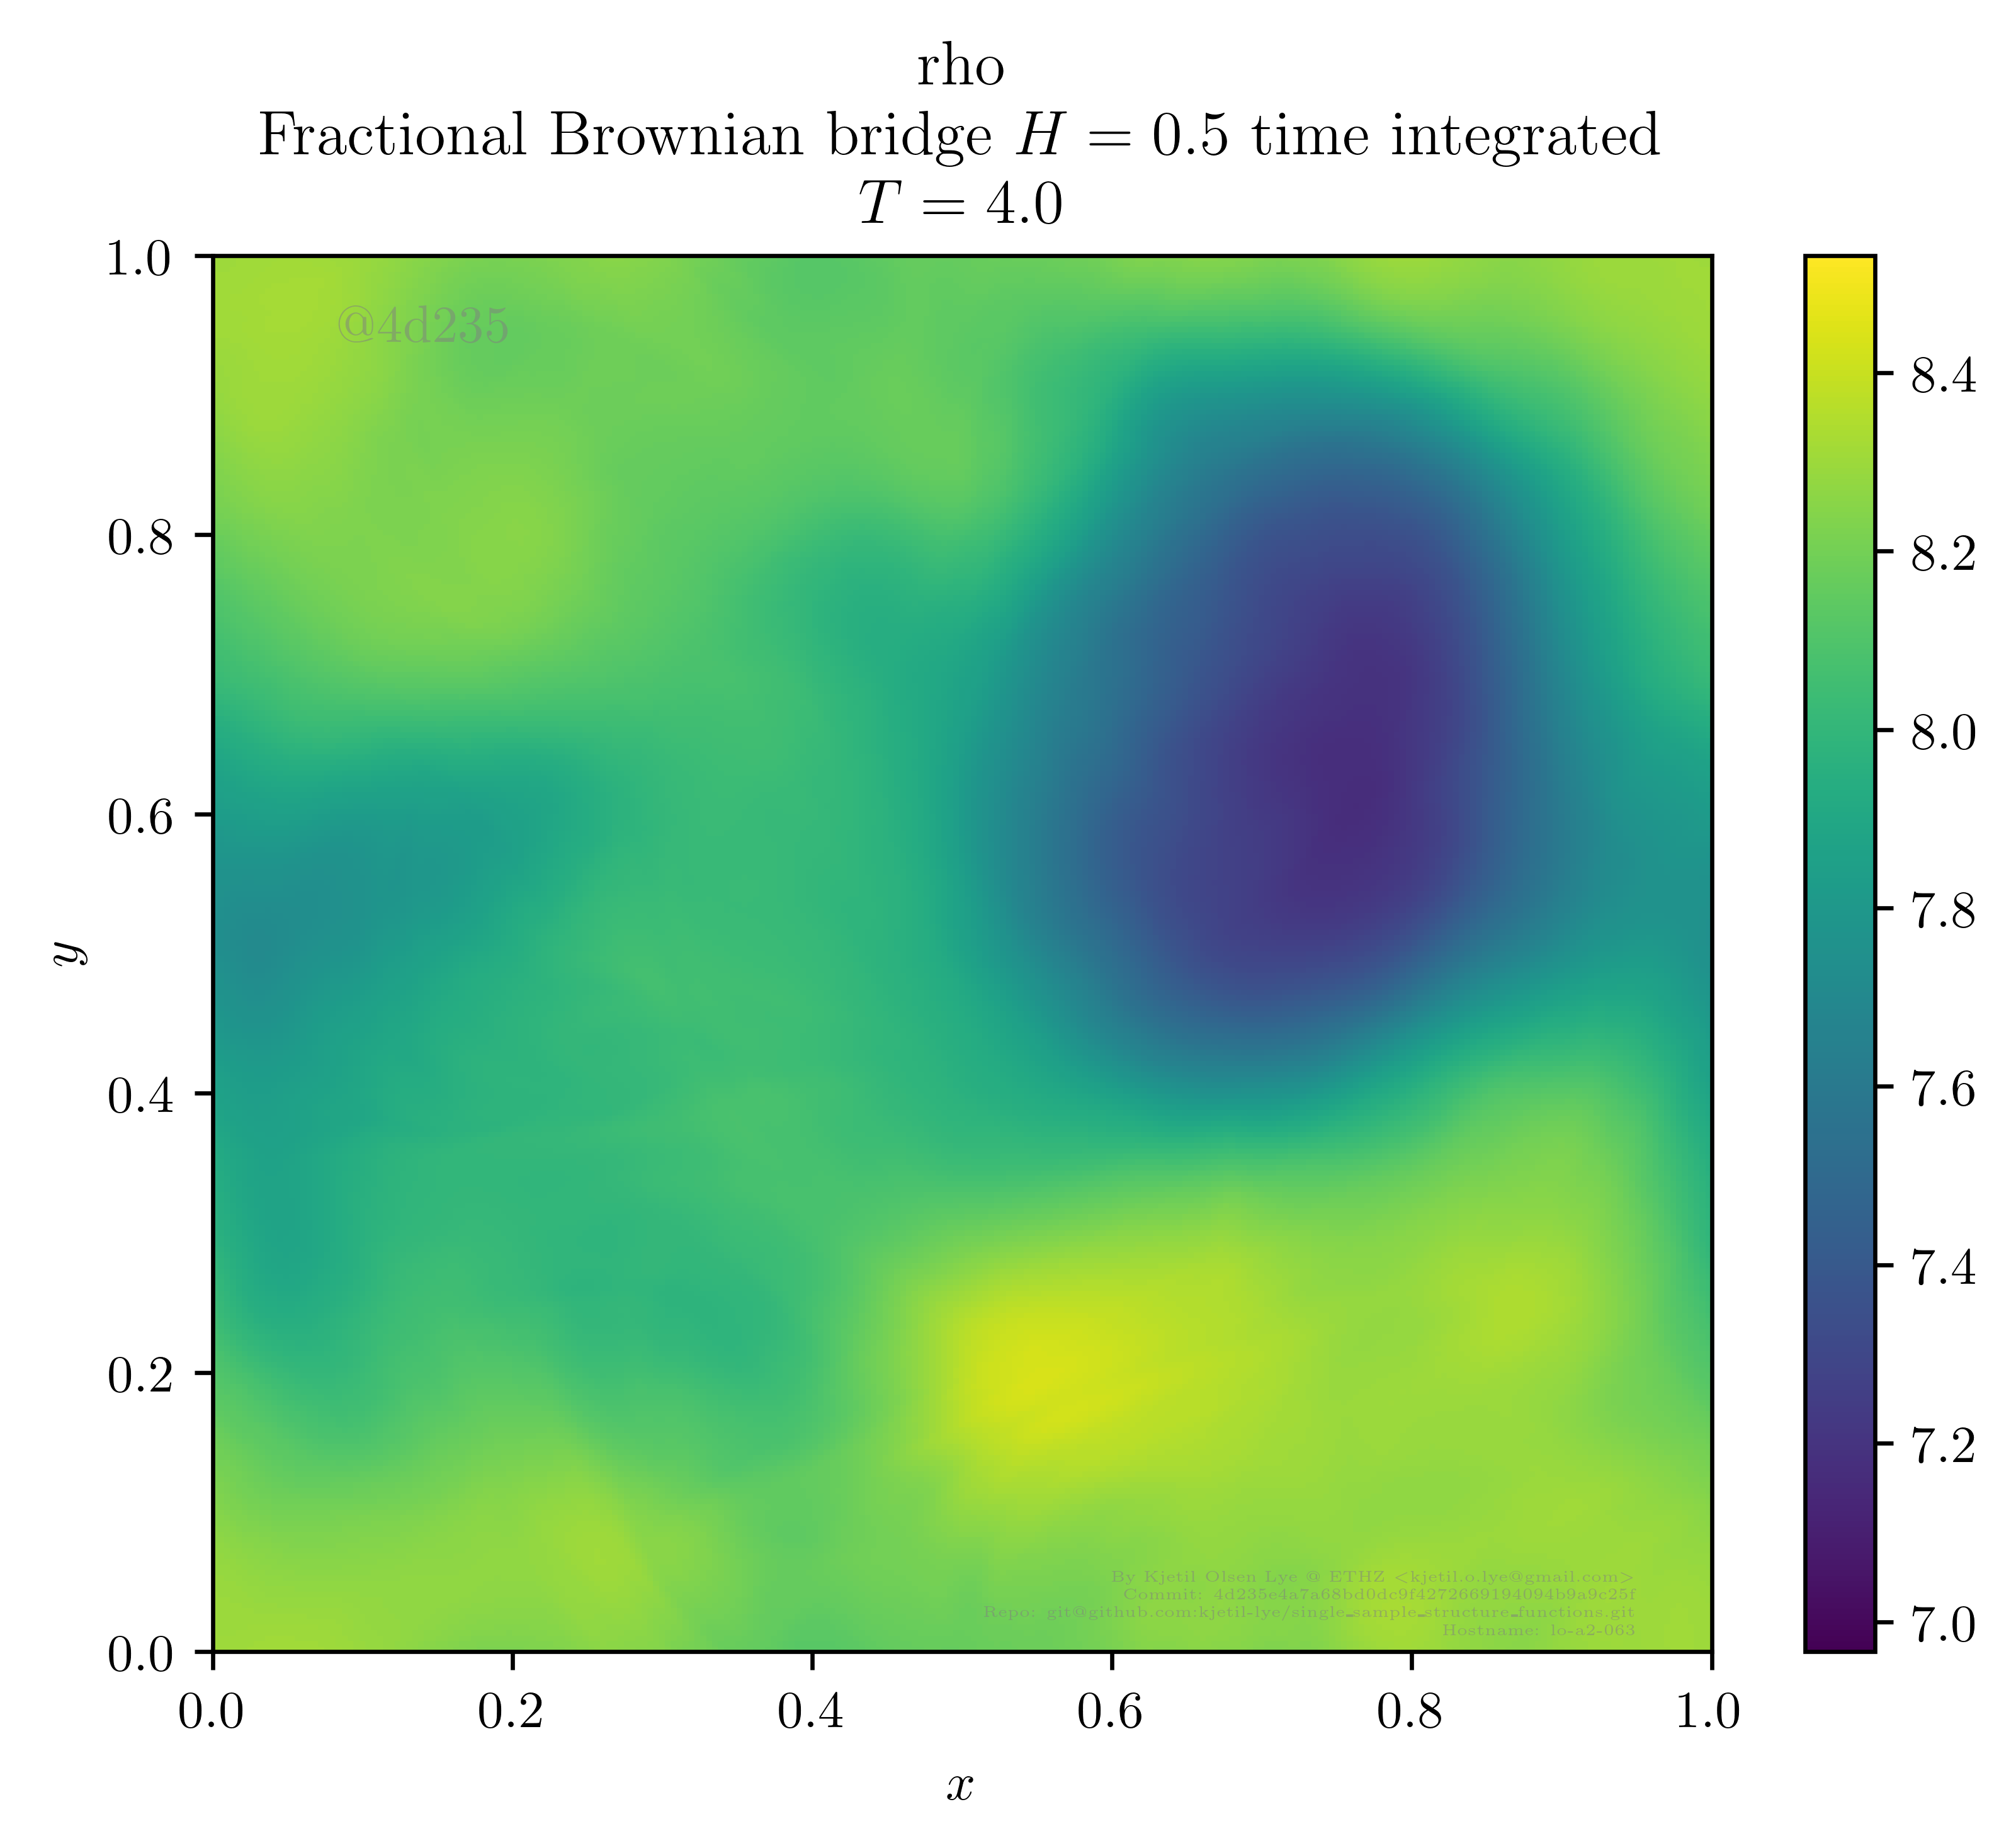 rho
Fractional Brownian bridge H = 0.5 time integrated
T = 4.0
@4d235
1.0
0.8
0.6
0.4
0.2
0.0
y
0.0 0.2 0.4 0.6 0.8 1.0
x
8.4
8.2
8.0
7.8
7.6
7.4
7.2
7.0
By Kjetil Olsen Lye @ ETHZ <kjetil.o.lye@gmail.com>
Commit: 4d235e4a7a68bd0dc9f4272669194094b9a9c25f
Repo: git@github.com:kjetil-lye/single_sample_structure_functions.git
Hostname: lo-a2-063